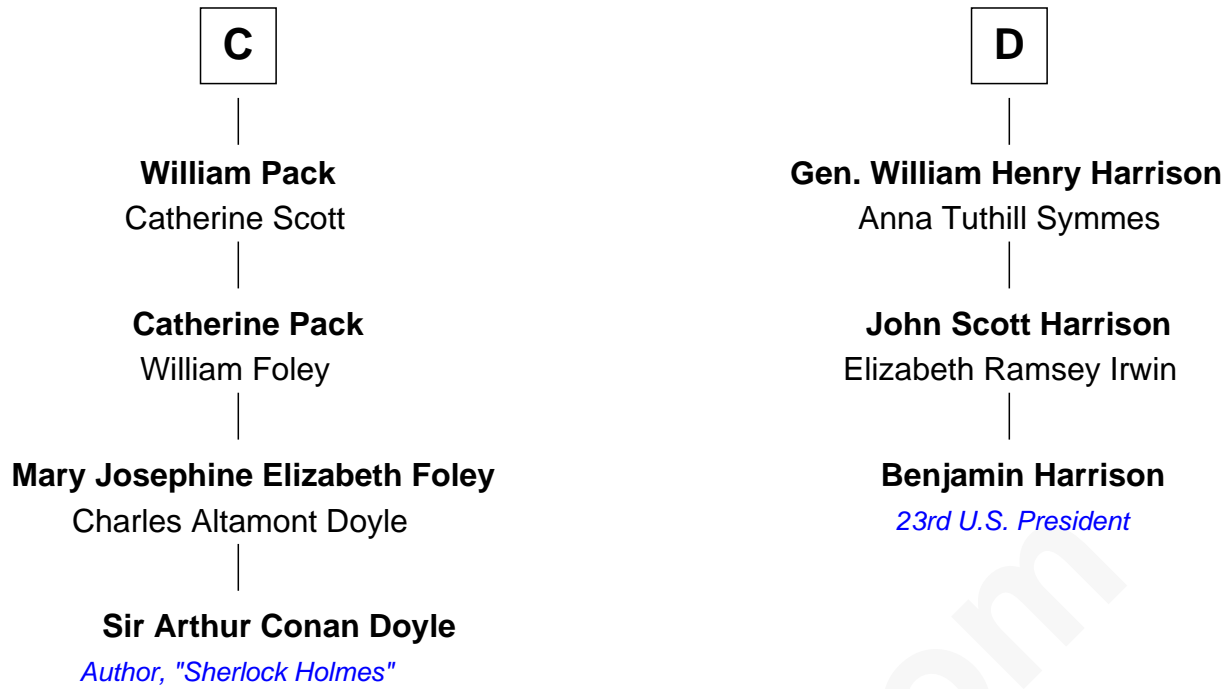 C
William Pack
Catherine Scott
Catherine Pack
William Foley
Mary Josephine Elizabeth Foley
Charles Altamont Doyle
Sir Arthur Conan Doyle
Author, "Sherlock Holmes"
D
Gen. William Henry Harrison
Anna Tuthill Symmes
John Scott Harrison
Elizabeth Ramsey Irwin
Benjamin Harrison
23rd U.S. President
om